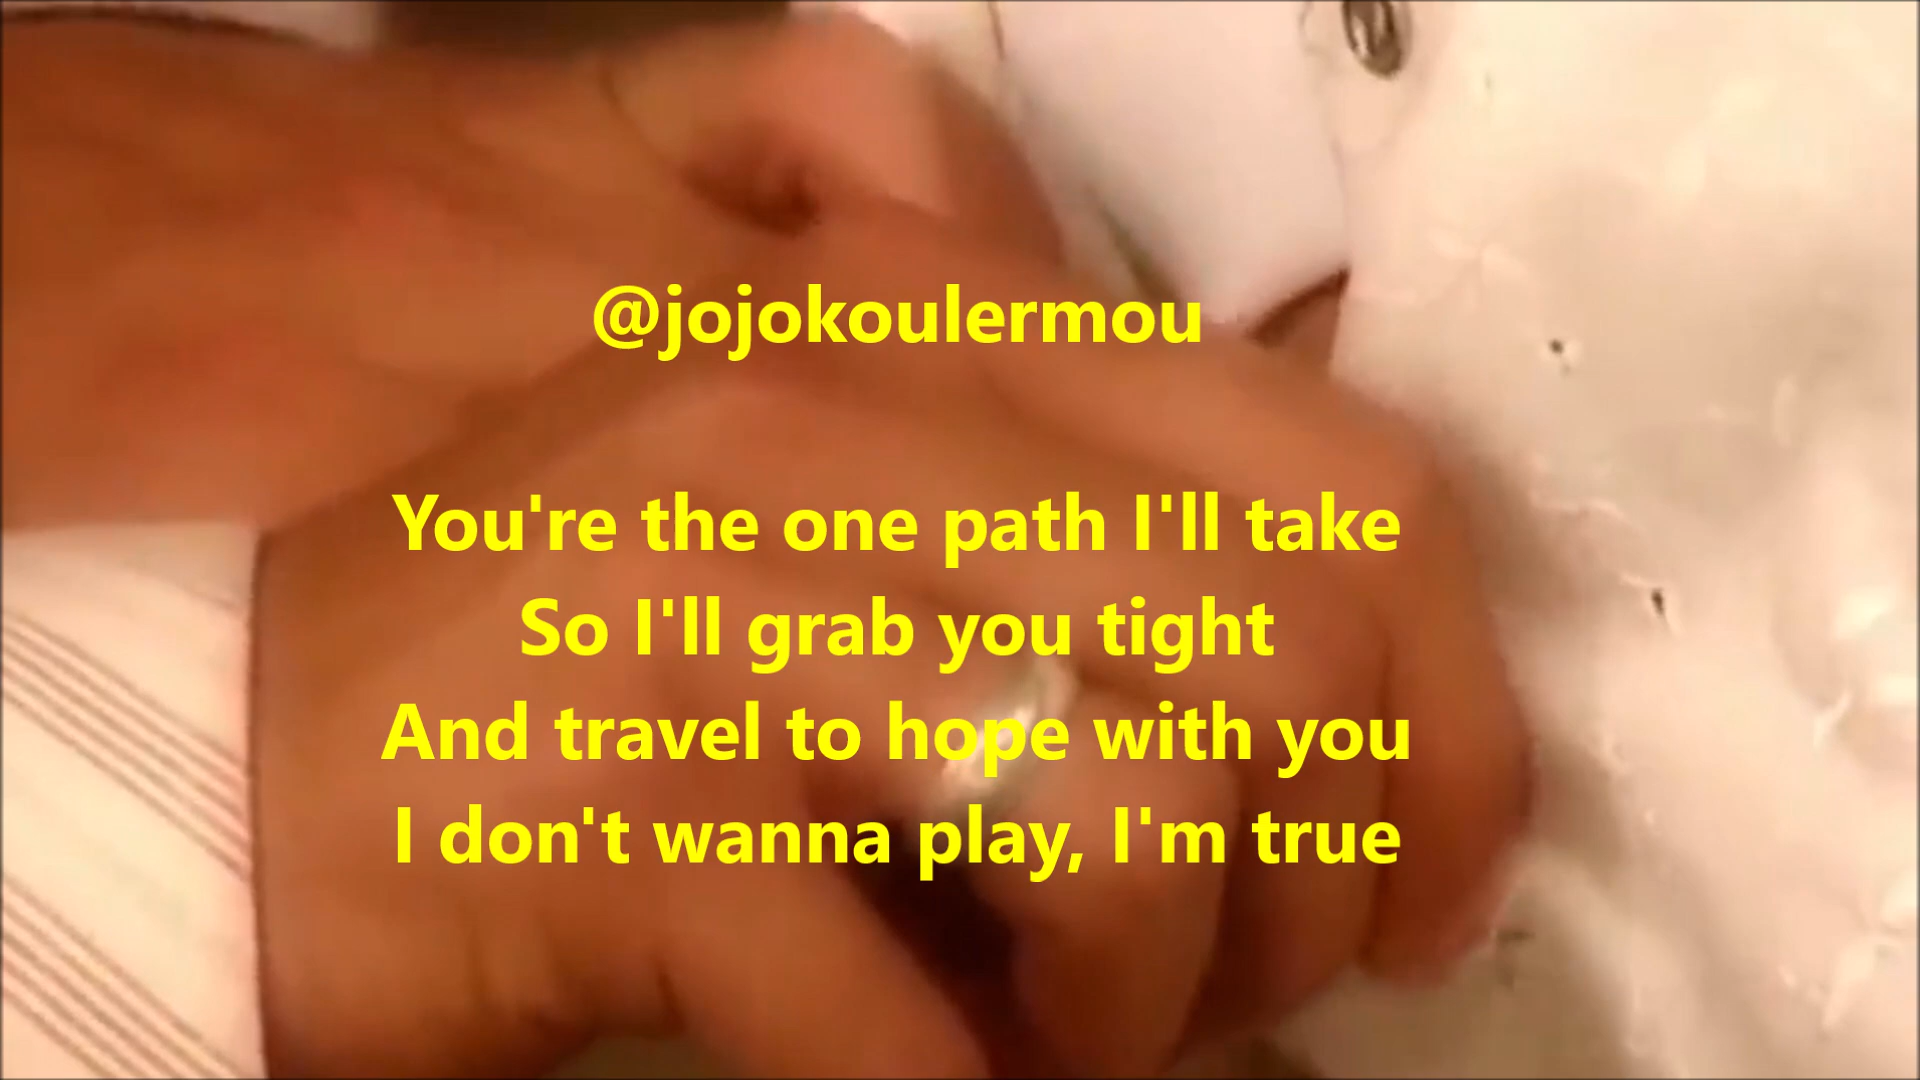 @jojokoulermou
You're the one path I'll take
So I'll grab you tight
And travel to hope with you
I don't wanna play, I'm true